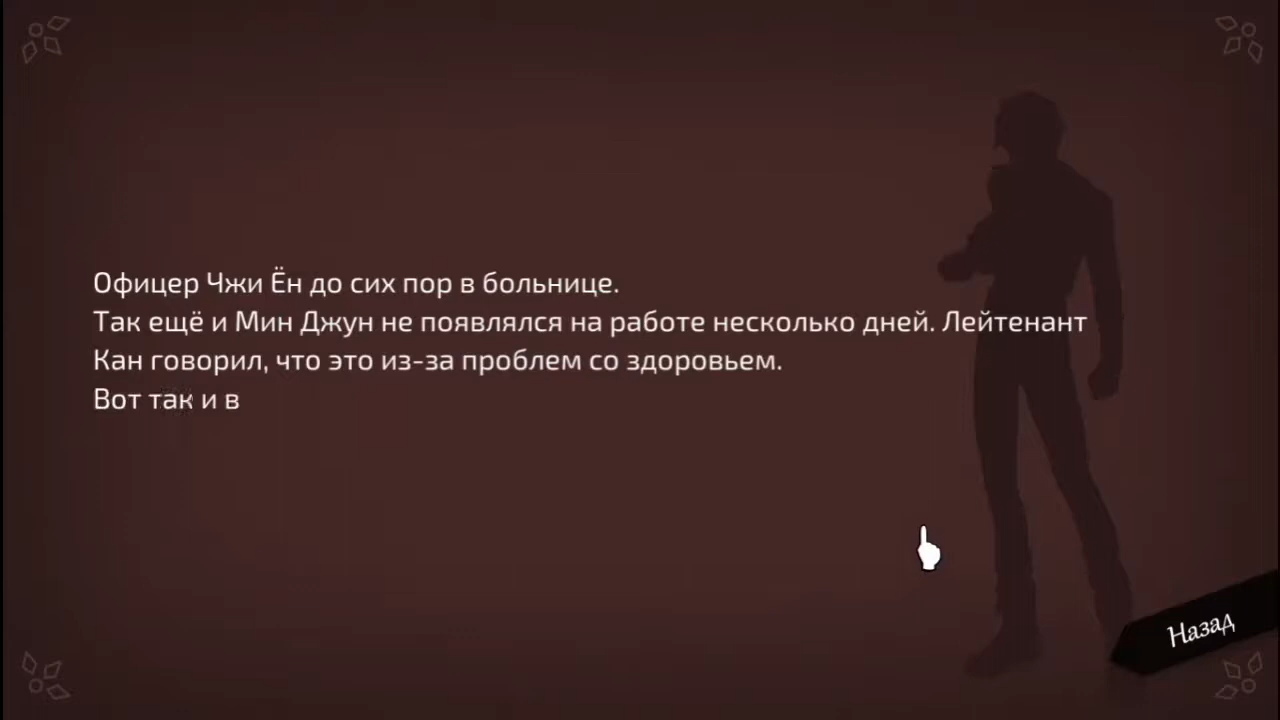 Офицер Чжи Ён до сих пор в больнице.
Так ещё и Мин Джун не появлялся на работе несколько дней. Лейтенант
Кан говорил, что это из-за проблем со здоровьем.
Вот так и в
Назад